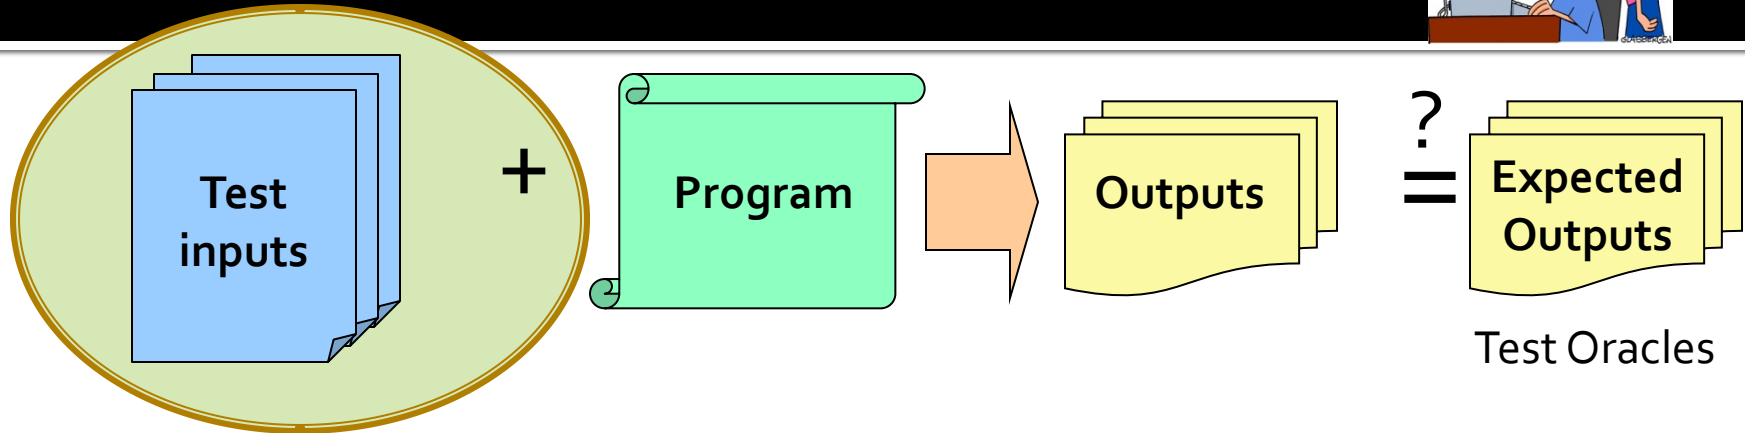 Test
inputs
+
Program
Outputs
?
=
Expected
Outputs
Test Oracles